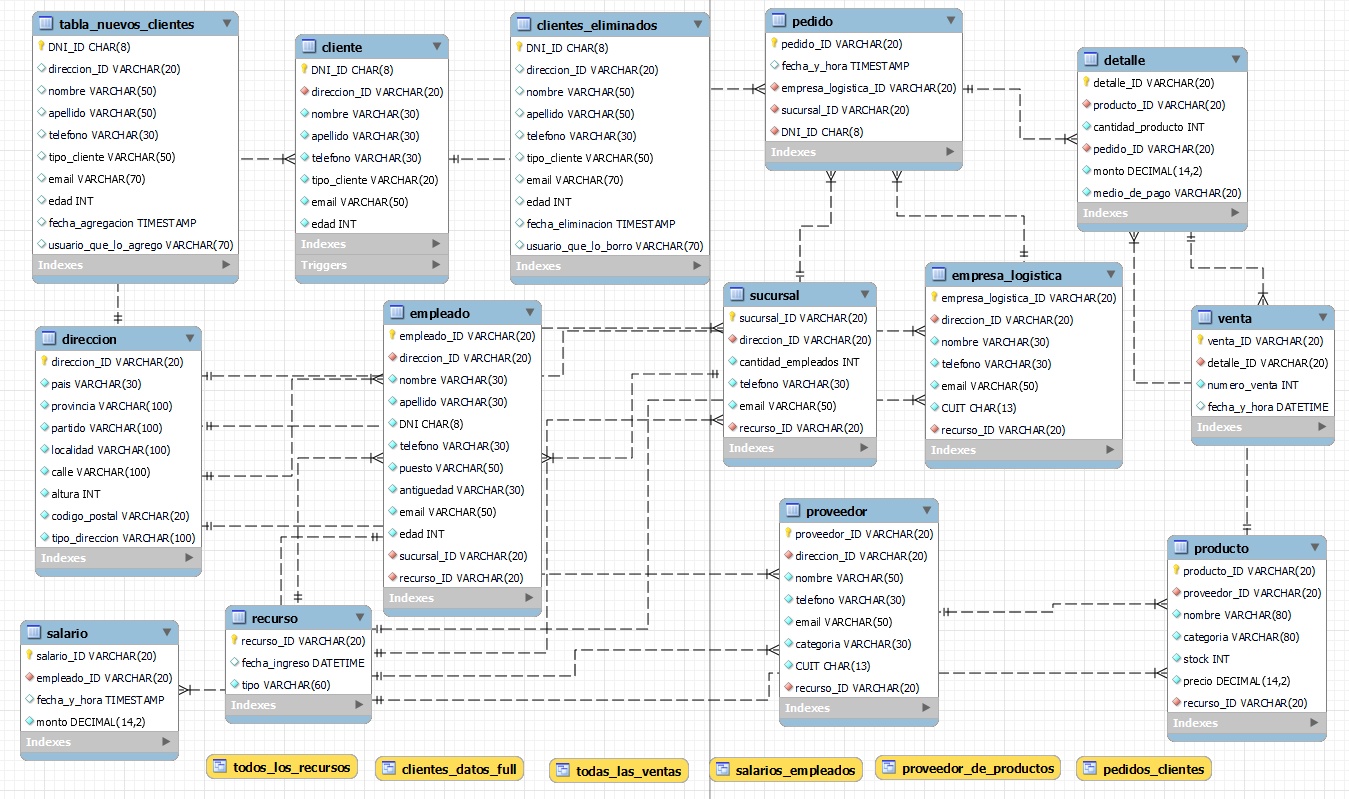 tabla_nuevos_clientes
DNI_ID CHAR(8)
direccion_ID VARCHAR(20)
nombre VARCHAR(50)
apellido VARCHAR(50)
telefono VARCHAR(30)
tipo_cliente VARCHAR(50)
email VARCHAR(70)
edad INT
fecha_agregacion TIMESTAMP
usuario_que_lo_agrego VARCHAR(70)
Indexes
cliente
DNI_ID CHAR(8)
direccion_ID VARCHAR(20)
nombre VARCHAR(30)
apellido VARCHAR(30)
telefono VARCHAR(30)
tipo_cliente VARCHAR(20)
email VARCHAR(50)
edad INT
Indexes
Triggers
clientes_eliminados
DNI_ID CHAR(8)
direccion_ID VARCHAR(20)
nombre VARCHAR(50)
apellido VARCHAR(50)
telefono VARCHAR(30)
tipo_cliente VARCHAR(50)
email VARCHAR(70)
edad INT
fecha_eliminacion TIMESTAMP
usuario_que_lo_borro VARCHAR(70)
Indexes
pedido
pedido_ID VARCHAR(20)
fecha_y_hora TIMESTAMP
empresa_logistica_ID VARCHAR(20)
sucursal_ID VARCHAR(20)
DNI_ID CHAR(8)
Indexes
detalle
detalle_ID VARCHAR(20)
producto_ID VARCHAR(20)
cantidad_producto INT
pedido_ID VARCHAR(20)
monto DECIMAL(14,2)
medio_de_pago VARCHAR(20)
Indexes
direccion
direccion_ID VARCHAR(20)
pais VARCHAR(30)
provincia VARCHAR(100)
partido VARCHAR(100)
localidad VARCHAR(100)
calle VARCHAR(100)
altura INT
codigo_postal VARCHAR(20)
tipo_direccion VARCHAR(100)
Indexes
empleado
empleado_ID VARCHAR(20)
direccion_ID VARCHAR(20)
nombre VARCHAR(30)
apellido VARCHAR(30)
DNI CHAR(8)
telefono VARCHAR(30)
puesto VARCHAR(50)
antiguedad VARCHAR(30)
email VARCHAR(50)
edad INT
sucursal_ID VARCHAR(20)
recurso_ID VARCHAR(20)
Indexes
sucursal
sucursal_ID VARCHAR(20)
direccion_ID VARCHAR(20)
cantidad_empleados INT
telefono VARCHAR(30)
email VARCHAR(50)
recurso_ID VARCHAR(20)
Indexes
empresa_logistica
empresa_logistica_ID VARCHAR(20)
direccion_ID VARCHAR(20)
nombre VARCHAR(30)
telefono VARCHAR(30)
email VARCHAR(50)
CUIT CHAR(13)
recurso_ID VARCHAR(20)
Indexes
venta
venta_ID VARCHAR(20)
detalle_ID VARCHAR(20)
numero_venta INT
fecha_y_hora DATETIME
Indexes
salario
salario_ID VARCHAR(20)
empleado_ID VARCHAR(20)
fecha_y_hora TIMESTAMP
monto DECIMAL(14,2)
Indexes
recurso
recurso_ID VARCHAR(20)
fecha_ingreso DATETIME
tipo VARCHAR(60)
Indexes
proveedor
proveedor_ID VARCHAR(20)
direccion_ID VARCHAR(20)
nombre VARCHAR(50)
telefono VARCHAR(30)
email VARCHAR(50)
categoria VARCHAR(30)
CUIT CHAR(13)
recurso_ID VARCHAR(20)
Indexes
producto
producto_ID VARCHAR(20)
proveedor_ID VARCHAR(20)
nombre VARCHAR(80)
categoria VARCHAR(80)
stock INT
precio DECIMAL(14,2)
recurso_ID VARCHAR(20)
Indexes
todos_los_recursos
clientes_datos_full
todas_las_ventas
salarios_empleados
proveedor_de_productos
pedidos_clientes